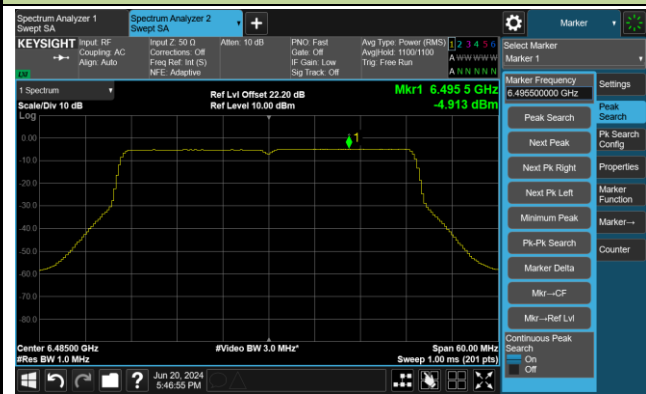 Spectrum Analyzer 1
Swept SA
Spectrum Analyzer 2
Swept SA
+
Marker
KEYSIGHT
Input: RF
Coupling: AC
Align: Auto
Input Z: 50 Ω
Corrections: Off
Freq Ref: Int (S)
NFE: Adaptive
Atten: 10 dB
PNO: Fast
Gate: Off
IF Gain: Low
Sig Track: Off
Avg Type: Power (RMS)
Avg|Hold: 1100/1100
Trig: Free Run
1 2 3 4 5 6
A W W W W W
A N N N N N
LXI
Select Marker
Marker 1
1 Spectrum
Scale/Div 10 dB
Log
Ref Lvl Offset 22.20 dB
Ref Level 10.00 dBm
Mkr1 6.495 5 GHz
-4.913 dBm
0.00
-10.0
-20.0
-30.0
-40.0
-50.0
-60.0
-70.0
-80.0
1
Center 6.48500 GHz
#Res BW 1.0 MHz
#Video BW 3.0 MHz*
Span 60.00 MHz
Sweep 1.00 ms (201 pts)
Marker Frequency
6.495500000 GHz
Peak Search
Next Peak
Next Pk Right
Next Pk Left
Minimum Peak
Pk-Pk Search
Marker Delta
Mkr→CF
Mkr→Ref Lvl
Continuous Peak
Search
On
Off
Settings
Peak
Search
Pk Search
Config
Properties
Marker
Function
Marker→
Counter
?
Jun 20, 2024
5:46:55 PM